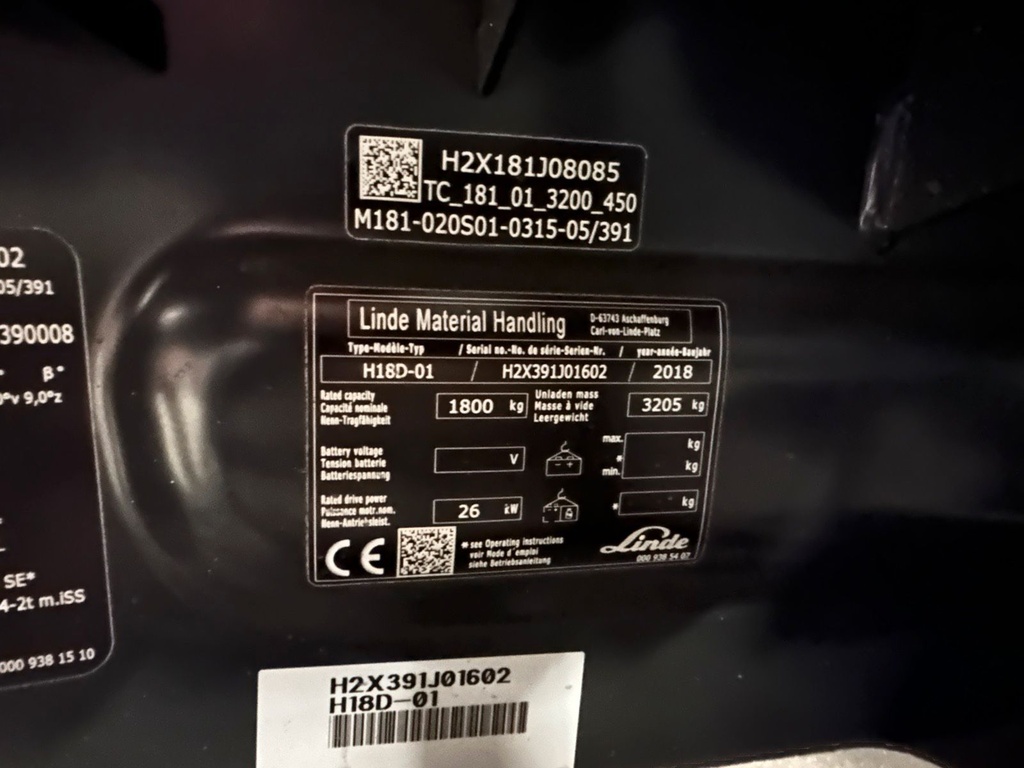 H2X181J08085
TC_181_01_3200_450
M181-020S01-0315-05/391
02
05/391
390008
β°
°v 9,0°z
SE*
4-2t m.iSS
000 938 15 10
Linde Material Handling
D-63743 Aschaffenburg
Carl-von-Linde-Platz
Type-Modèle-Typ / Serial no.-No. de série-Serien-Nr. / year-année-Baujahr
H18D-01 / H2X391J01602 / 2018
Rated capacity
Capacité nominale
Nenn-Tragfähigkeit
1800 kg
Unladen mass
Masse à vide
Leergewicht
3205 kg
Battery voltage
Tension batterie
Batteriespannung
V
- +
max. kg
*
min. kg
Rated drive power
Puissance motr.nom.
Nenn-Antriebsleist.
26 kW
* kg
CE
* see Operating instructions
voir Mode d'emploi
siehe Betriebsanleitung
Linde
000 938 54 07
H2X391J01602
H18D-01